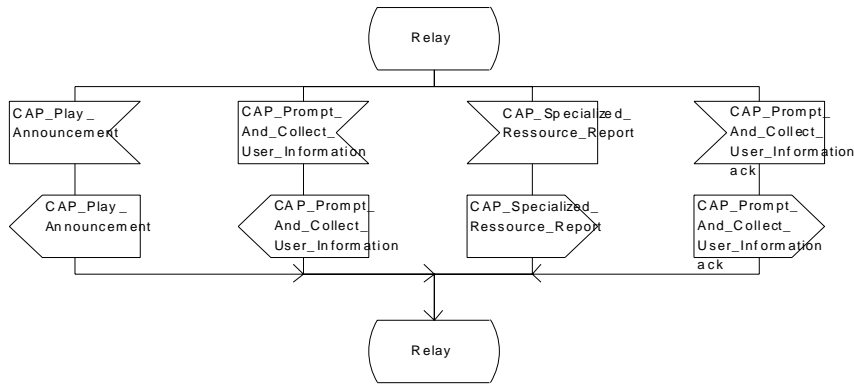 Relay
CAP_Play_
Announcement
CAP_Prompt_
And_Collect_
User_Information
CAP_Specialized_
Ressource_Report
CAP_Prompt_
And_Collect_
User_Information
ack
CAP_Play_
Announcement
CAP_Prompt_
And_Collect_
User_Information
CAP_Specialized_
Ressource_Report
CAP_Prompt_
And_Collect_
User_Information
ack
Relay